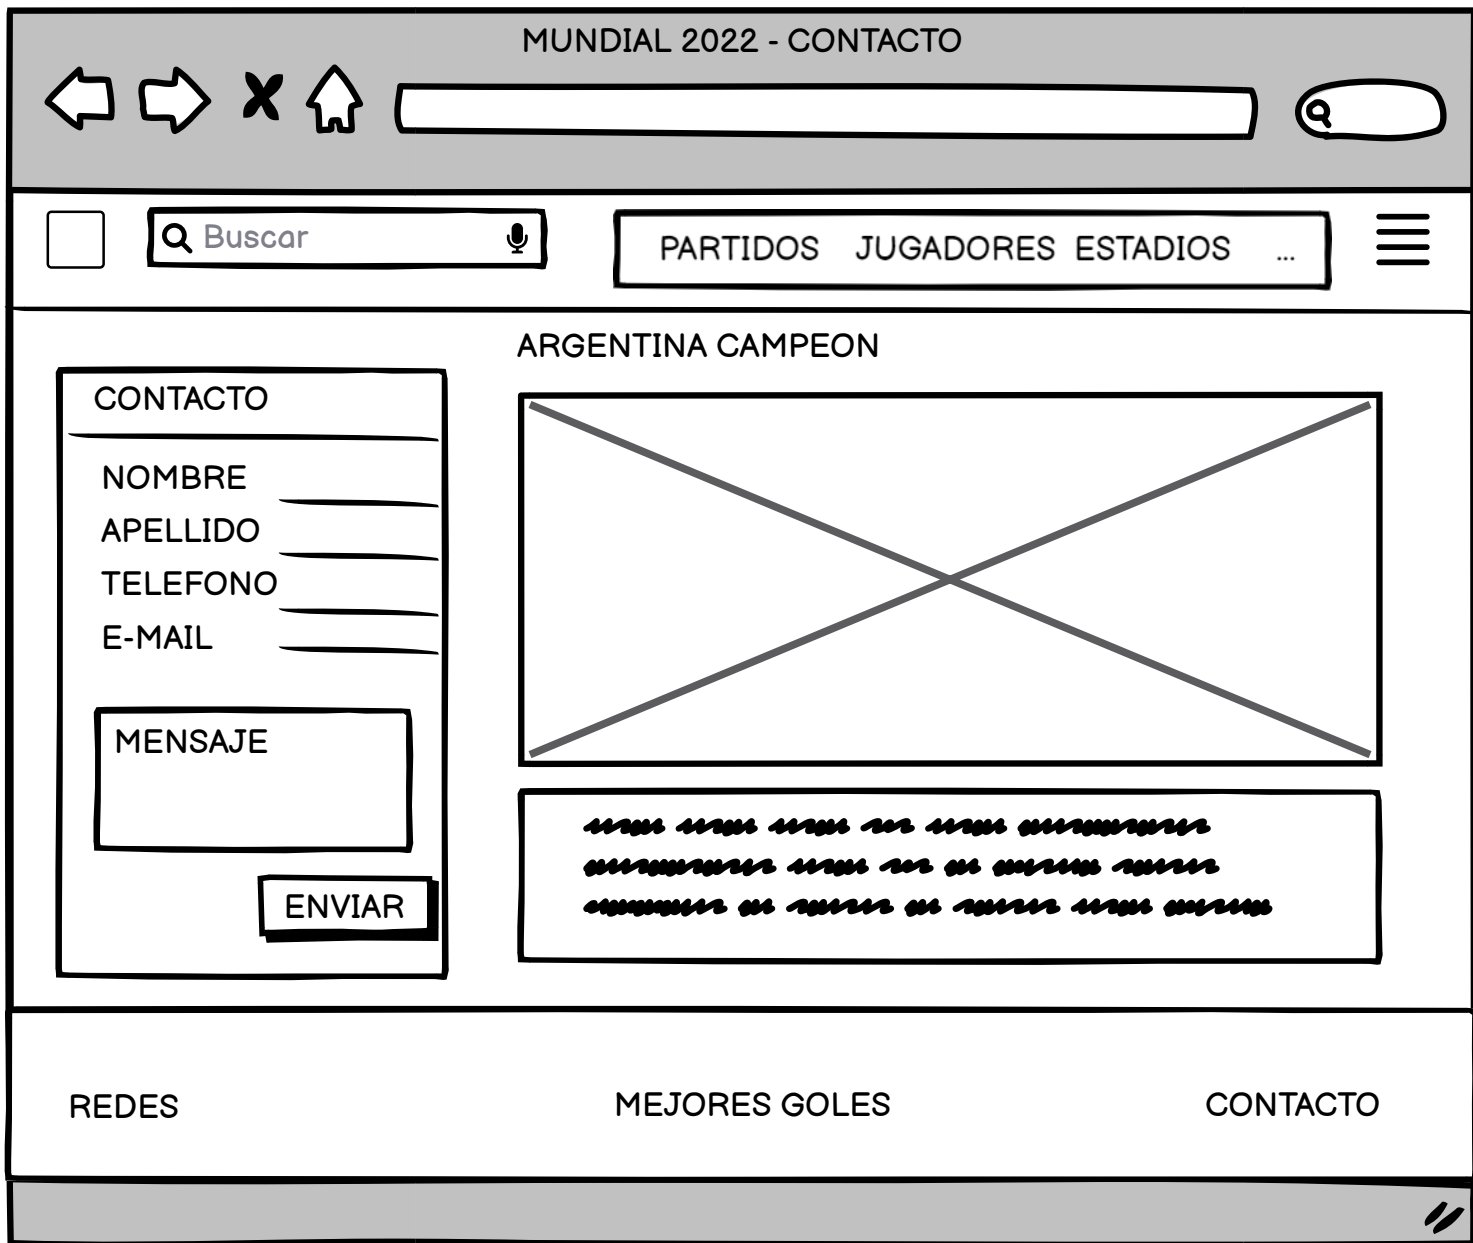 MUNDIAL 2022 - CONTACTO
Buscar
PARTIDOS JUGADORES ESTADIOS ...
ARGENTINA CAMPEON
CONTACTO
NOMBRE
APELLIDO
TELEFONO
E-MAIL
MENSAJE
ENVIAR
REDES
MEJORES GOLES
CONTACTO